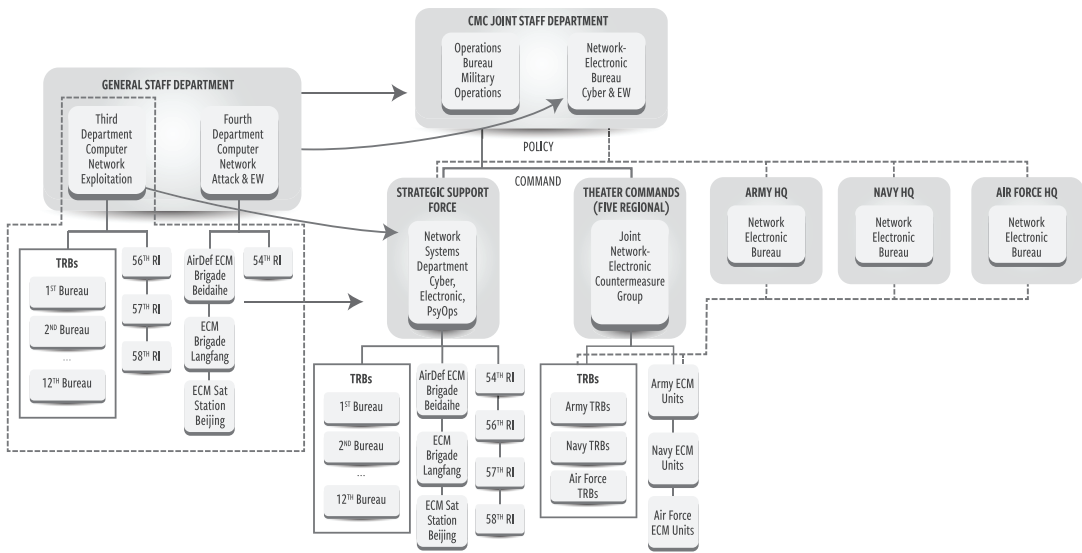 CMC JOINT STAFF DEPARTMENT
Operations
Bureau
Military
Operations
Network-
Electronic
Bureau
Cyber & EW
GENERAL STAFF DEPARTMENT
Third
Department
Computer
Network
Exploitation
Fourth
Department
Computer
Network
Attack & EW
POLICY
COMMAND
STRATEGIC SUPPORT
FORCE
Network
Systems
Department
Cyber,
Electronic,
PsyOps
THEATER COMMANDS
(FIVE REGIONAL)
Joint
Network-
Electronic
Countermeasure
Group
ARMY HQ
Network
Electronic
Bureau
NAVY HQ
Network
Electronic
Bureau
AIR FORCE HQ
Network
Electronic
Bureau
TRBs
1ST Bureau
2ND Bureau
...
12TH Bureau
56TH RI
57TH RI
58TH RI
AirDef ECM
Brigade
Beidaihe
ECM
Brigade
Langfang
ECM Sat
Station
Beijing
54TH RI
TRBs
1ST Bureau
2ND Bureau
...
12TH Bureau
AirDef ECM
Brigade
Beidaihe
ECM
Brigade
Langfang
ECM Sat
Station
Beijing
54TH RI
56TH RI
57TH RI
58TH RI
TRBs
Army TRBs
Navy TRBs
Air Force
TRBs
Army ECM
Units
Navy ECM
Units
Air Force
ECM Units